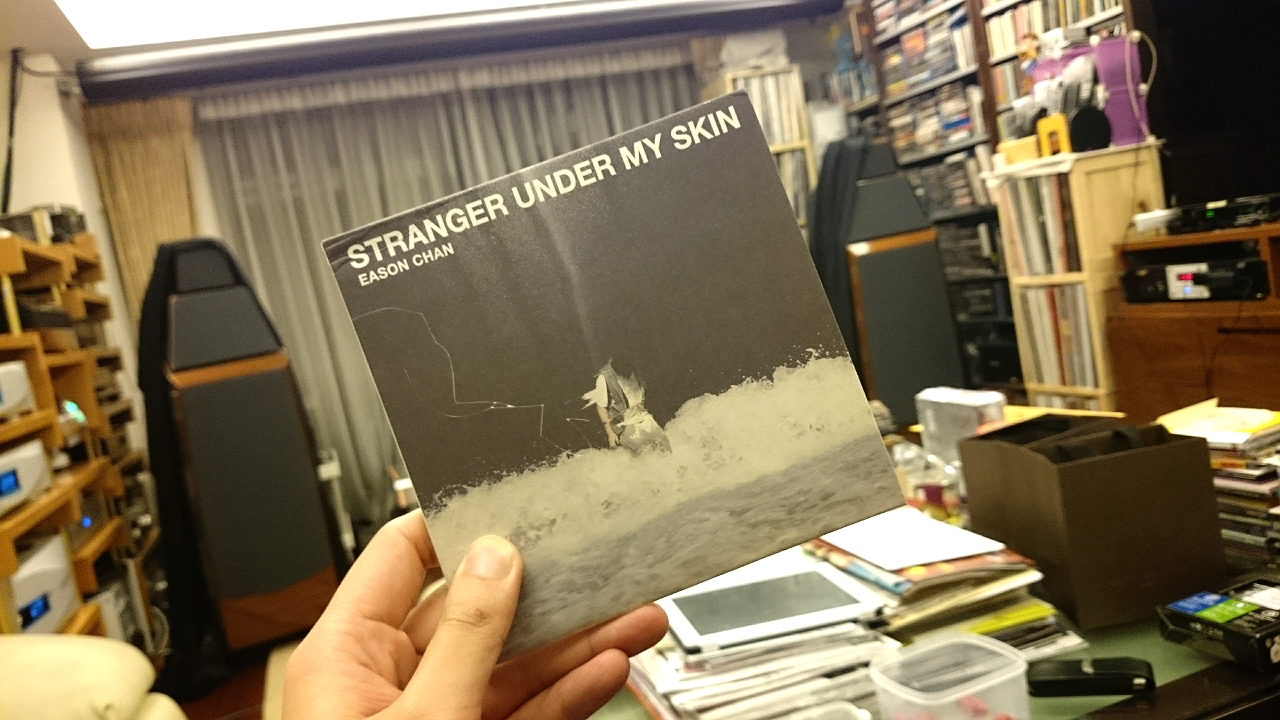 STRANGER UNDER MY SKIN
EASON CHAN